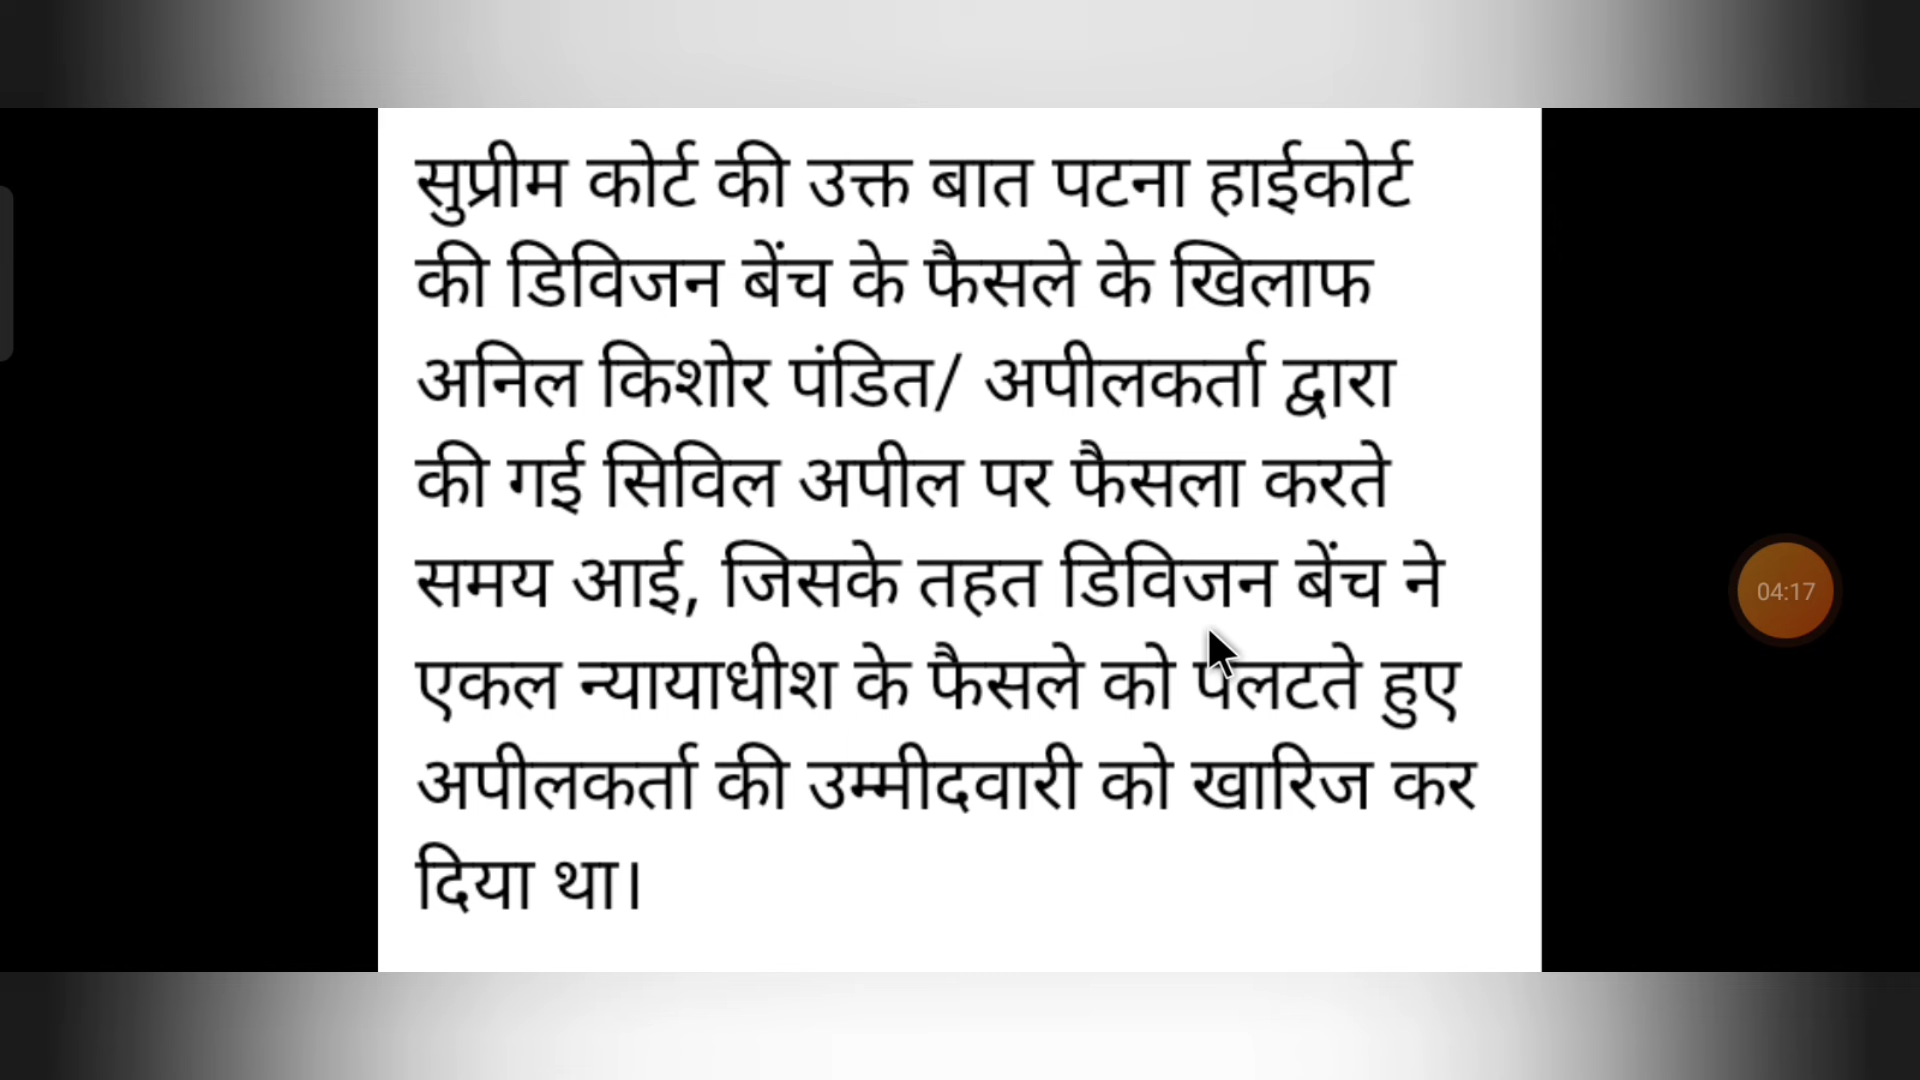 सुप्रीम कोर्ट की उक्त बात पटना हाईकोर्ट
की डिविजन बेंच के फैसले के खिलाफ
अनिल किशोर पंडित/ अपीलकर्ता द्वारा
की गई सिविल अपील पर फैसला करते
समय आई, जिसके तहत डिविजन बेंच ने
एकल न्यायाधीश के फैसले को पलटते हुए
अपीलकर्ता की उम्मीदवारी को खारिज कर
दिया था।
04:17